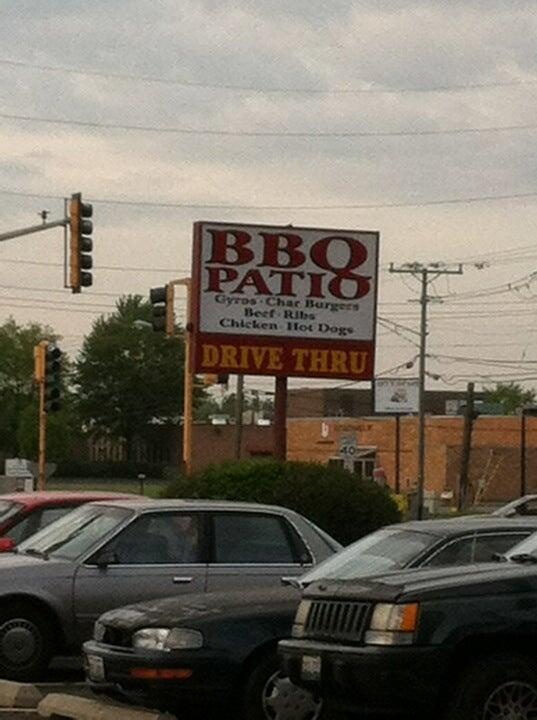 BBQ
PATIO
Gyros · Char Burgers
Beef · Ribs
Chicken · Hot Dogs
DRIVE THRU
40